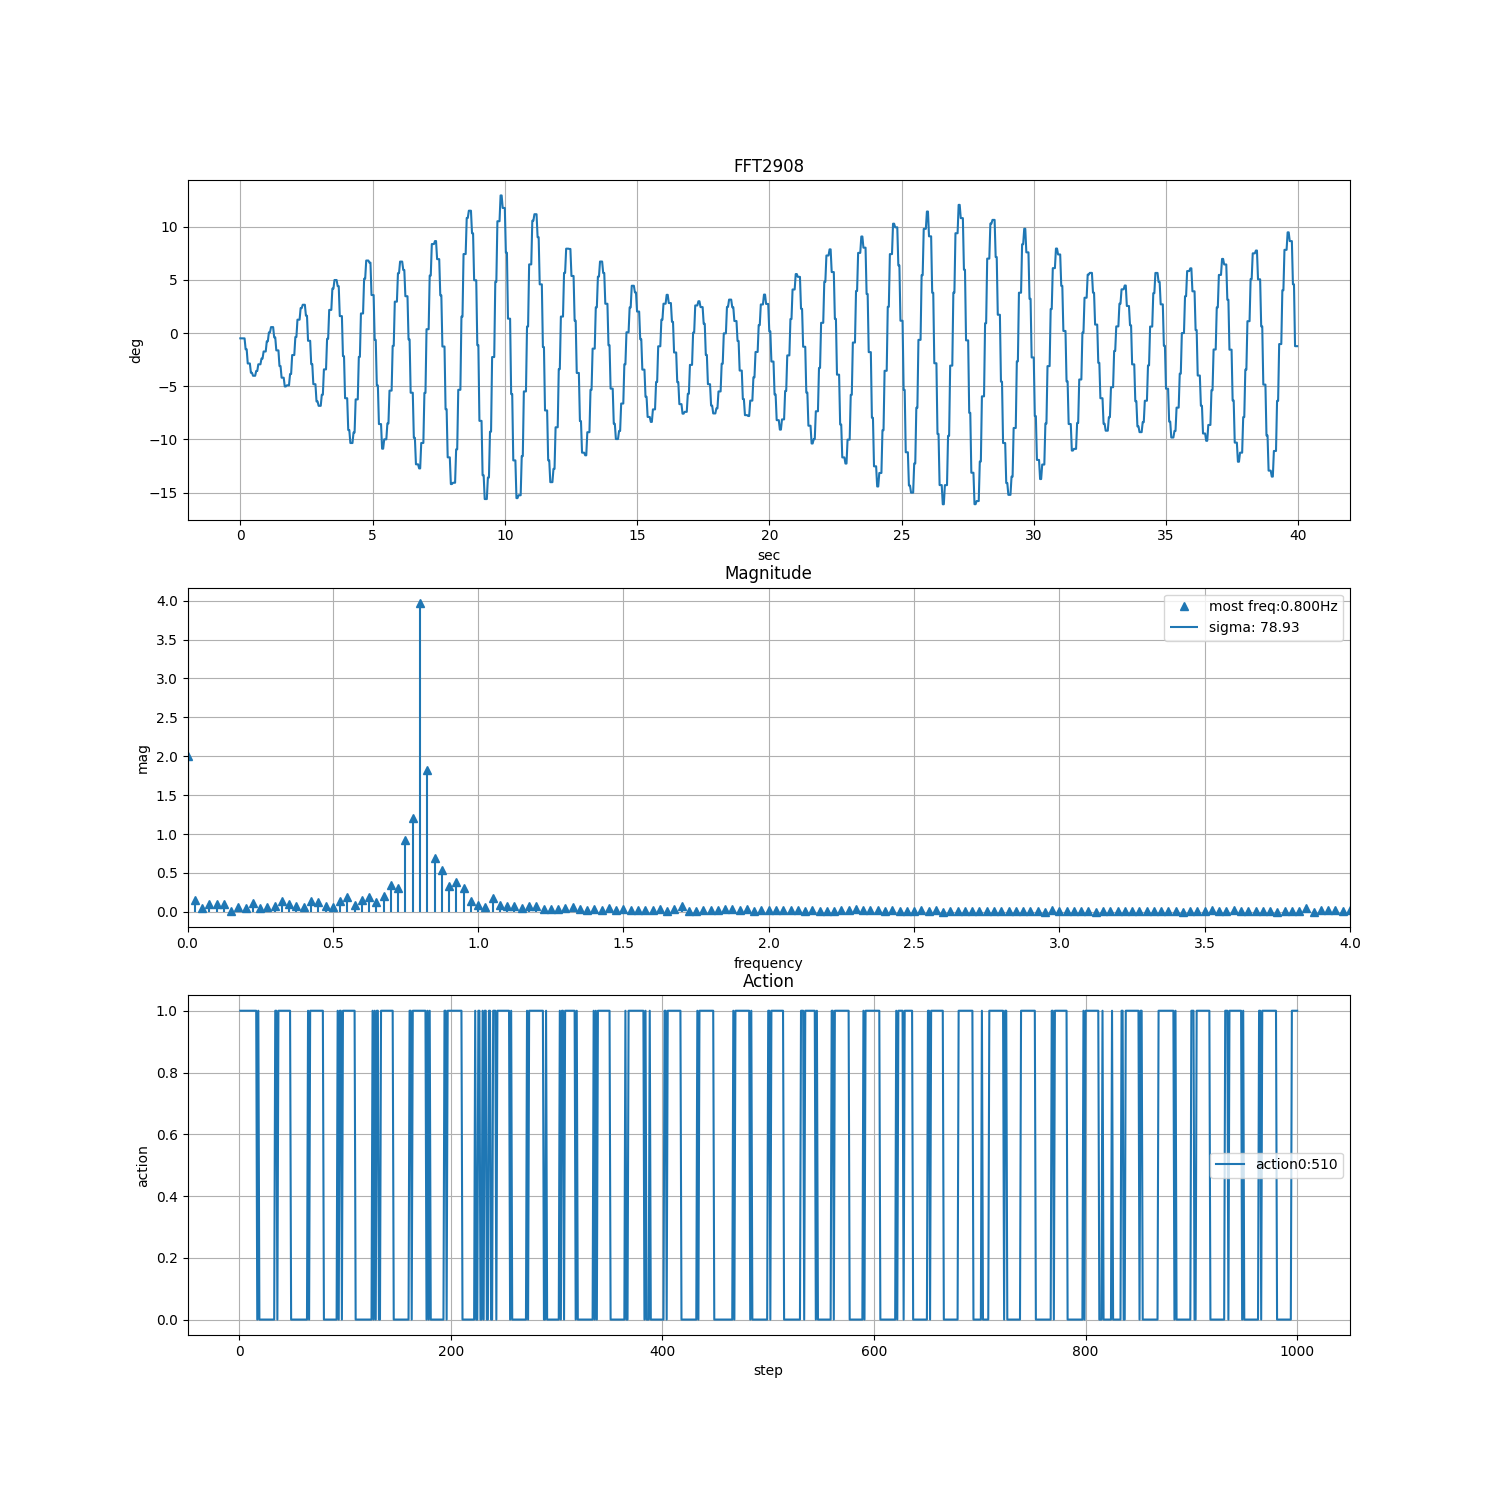 FFT2908
10
5
0
−5
−10
−15
deg
0 5 10 15 20 25 30 35 40
sec
Magnitude
4.0
3.5
3.0
2.5
2.0
1.5
1.0
0.5
0.0
mag
most freq:0.800Hz
sigma: 78.93
0.0 0.5 1.0 1.5 2.0 2.5 3.0 3.5 4.0
frequency
Action
1.0
0.8
0.6
0.4
0.2
0.0
action
action0:510
0 200 400 600 800 1000
step